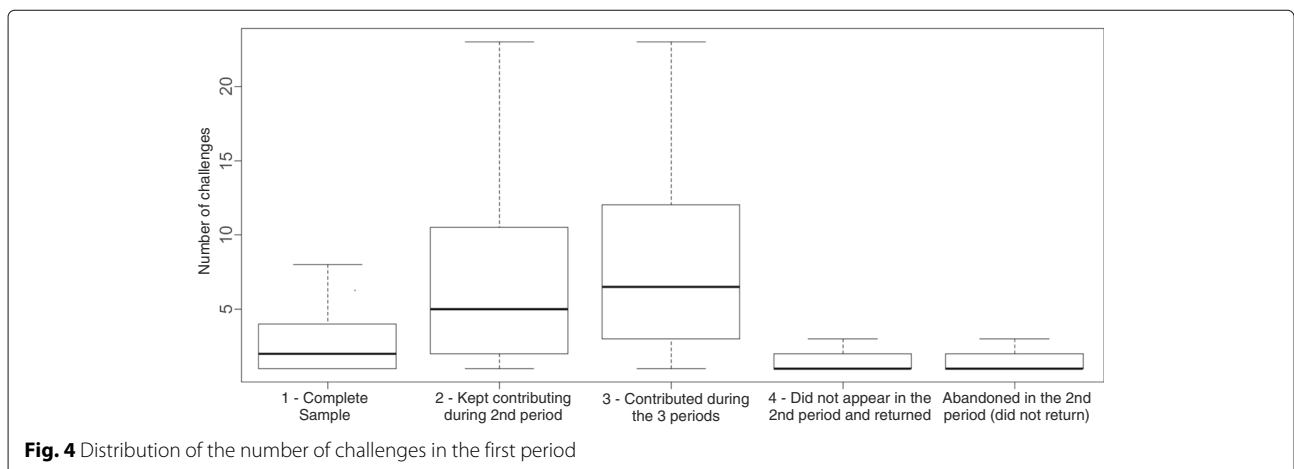 Number of challenges
20
15
10
5
1 - Complete
Sample
2 - Kept contributing
during 2nd period
3 - Contributed during
the 3 periods
4 - Did not appear in the
2nd period and returned
Abandoned in the 2nd
period (did not return)
Fig. 4 Distribution of the number of challenges in the first period